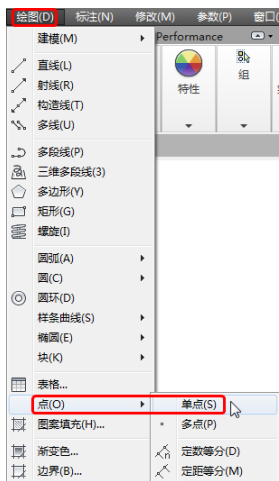 绘图(D) 标注(N) 修改(M) 参数(P) 窗口(
建模(M)
Performance
直线(L)
射线(R)
构造线(T)
多线(U)
特性
组
多段线(P)
三维多段线(3)
多边形(Y)
矩形(G)
螺旋(I)
圆弧(A)
圆(C)
圆环(D)
样条曲线(S)
椭圆(E)
块(K)
表格...
点(O)
单点(S)
图案填充(H)...
多点(P)
渐变色...
定数等分(D)
边界(B)...
定距等分(M)